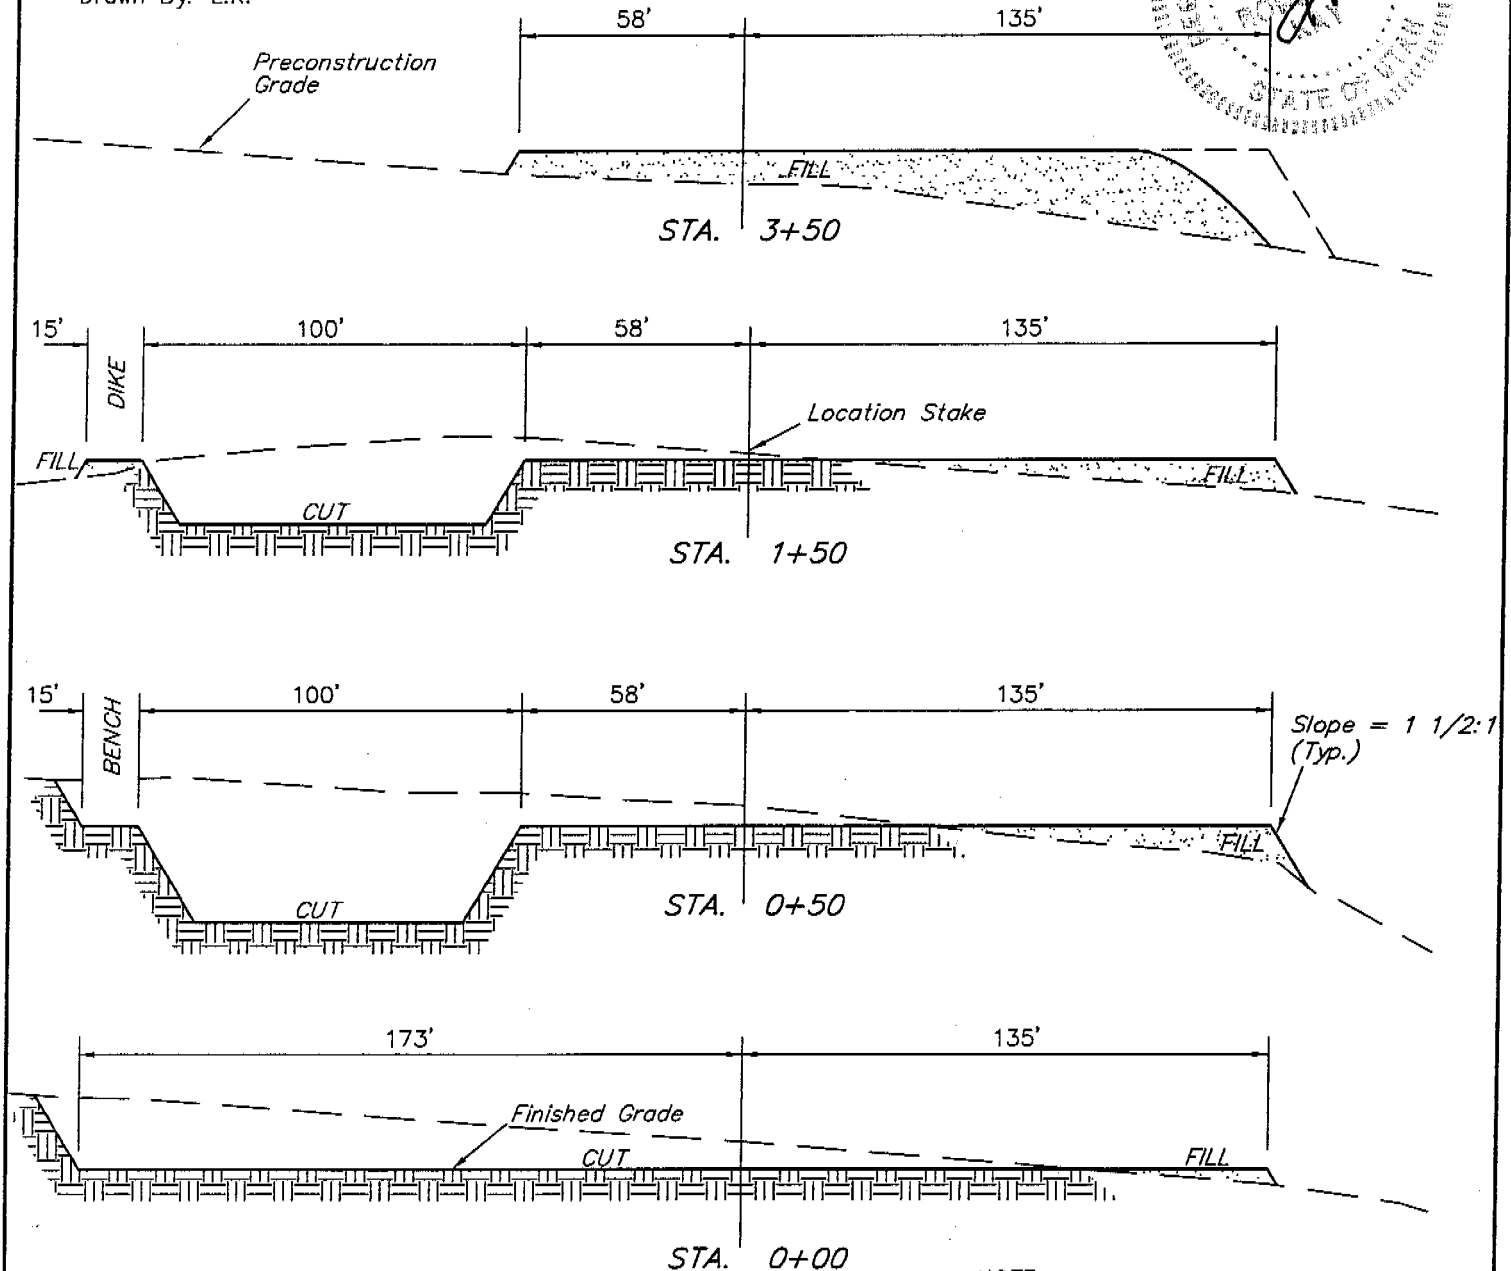 58'
135'
Preconstruction
Grade
STATE OF UTAH
FILL
STA. 3+50
15'
DIKE
100'
58'
135'
Location Stake
FILL
CUT
FILL
STA. 1+50
15'
BENCH
100'
58'
135'
Slope = 1 1/2:1
(Typ.)
CUT
FILL
STA. 0+50
173'
135'
Finished Grade
CUT
FILL
STA. 0+00